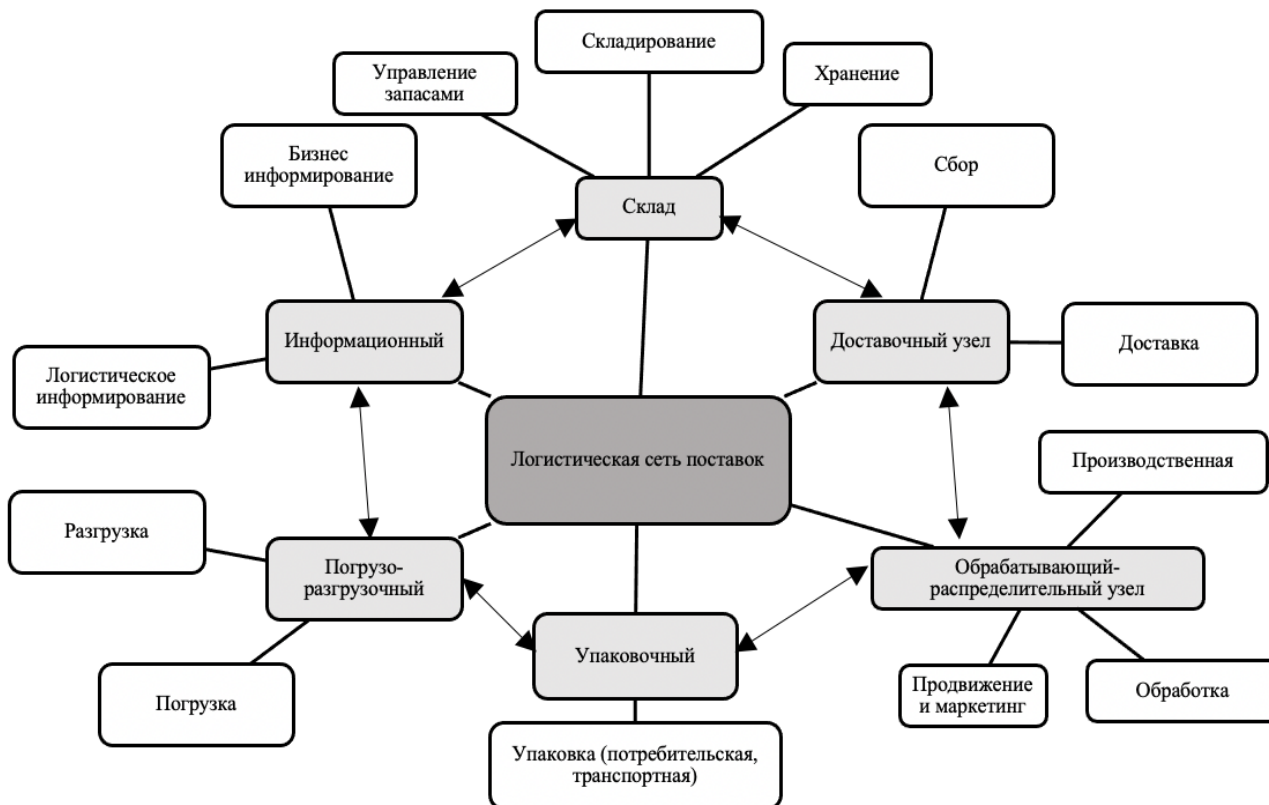 Складирование
Управление
запасами
Хранение
Бизнес
информирование
Сбор
Склад
Информационный
Доставочный узел
Доставка
Логистическое
информирование
Логистическая сеть поставок
Производственная
Разгрузка
Погрузо-
разгрузочный
Обрабатывающий-
распределительный узел
Упаковочный
Погрузка
Продвижение
и маркетинг
Обработка
Упаковка (потребительская,
транспортная)